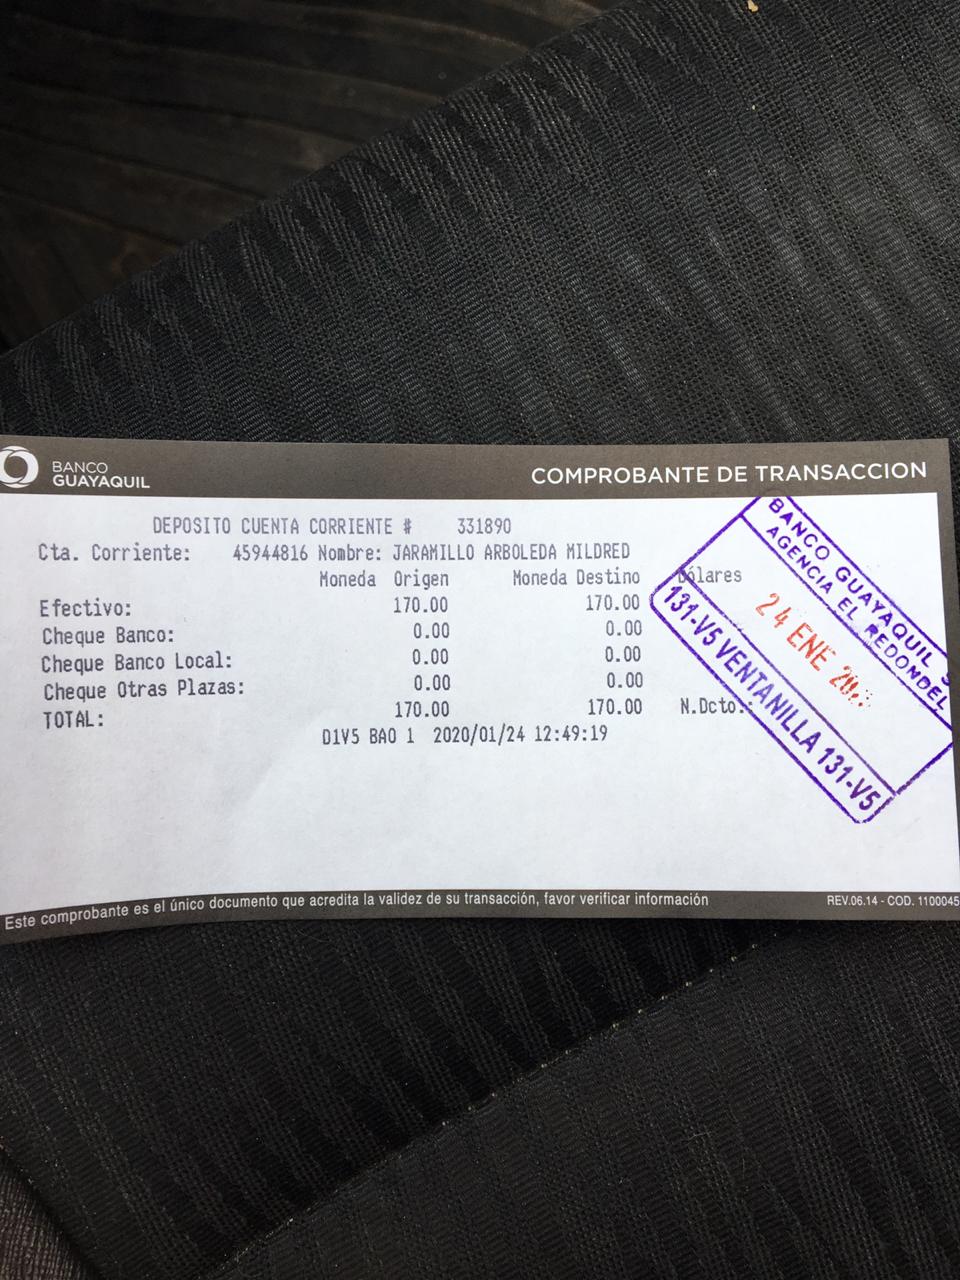 BANCO
GUAYAQUIL
COMPROBANTE DE TRANSACCION
DEPOSITO CUENTA CORRIENTE # 331890
Cta. Corriente: 45944816 Nombre: JARAMILLO ARBOLEDA MILDRED
Moneda Origen Moneda Destino Dólares
Efectivo: 170.00 170.00
Cheque Banco: 0.00 0.00
Cheque Banco Local: 0.00 0.00
Cheque Otras Plazas: 0.00 0.00
TOTAL: 170.00 170.00 N.Dcto.:
D1V5 BAO 1 2020/01/24 12:49:19
BANCO GUAYAQUIL
AGENCIA EL REDONDEL
24 ENE
131-V5 VENTANILLA 131-V5
Este comprobante es el único documento que acredita la validez de su transacción, favor verificar información
REV.06.14 - COD. 1100045